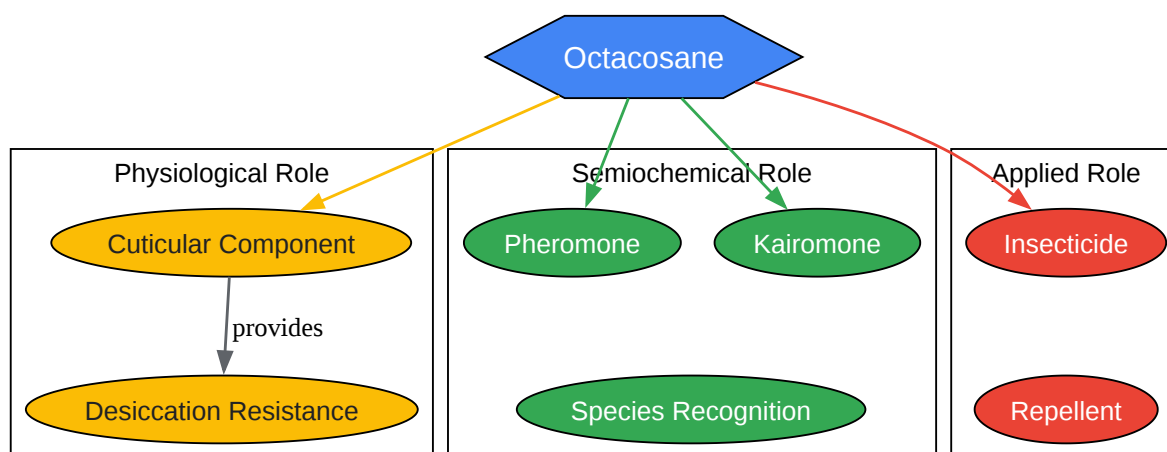 Octacosane
Physiological Role
Semiochemical Role
Applied Role
Cuticular Component
Pheromone
Kairomone
Insecticide
provides
Desiccation Resistance
Species Recognition
Repellent